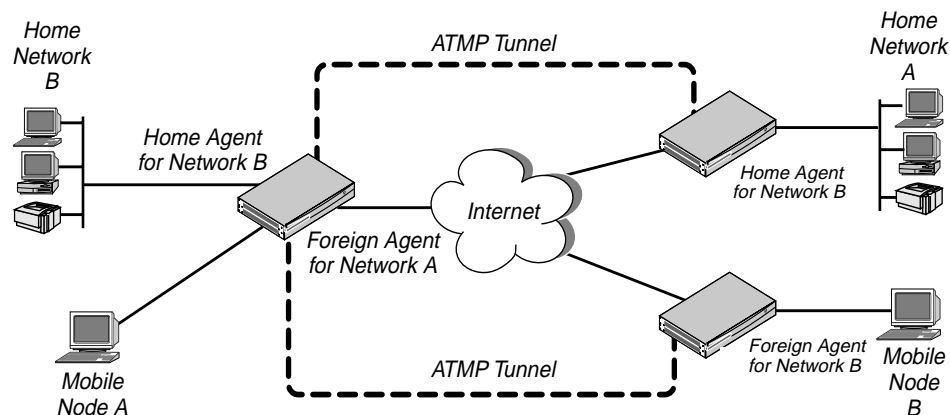 Home
Network
B
ATMP Tunnel
Home
Network
A
Home Agent
for Network B
Home Agent
for Network B
Internet
Foreign Agent
for Network A
Foreign Agent
for Network B
ATMP Tunnel
Mobile
Node A
Mobile
Node
B